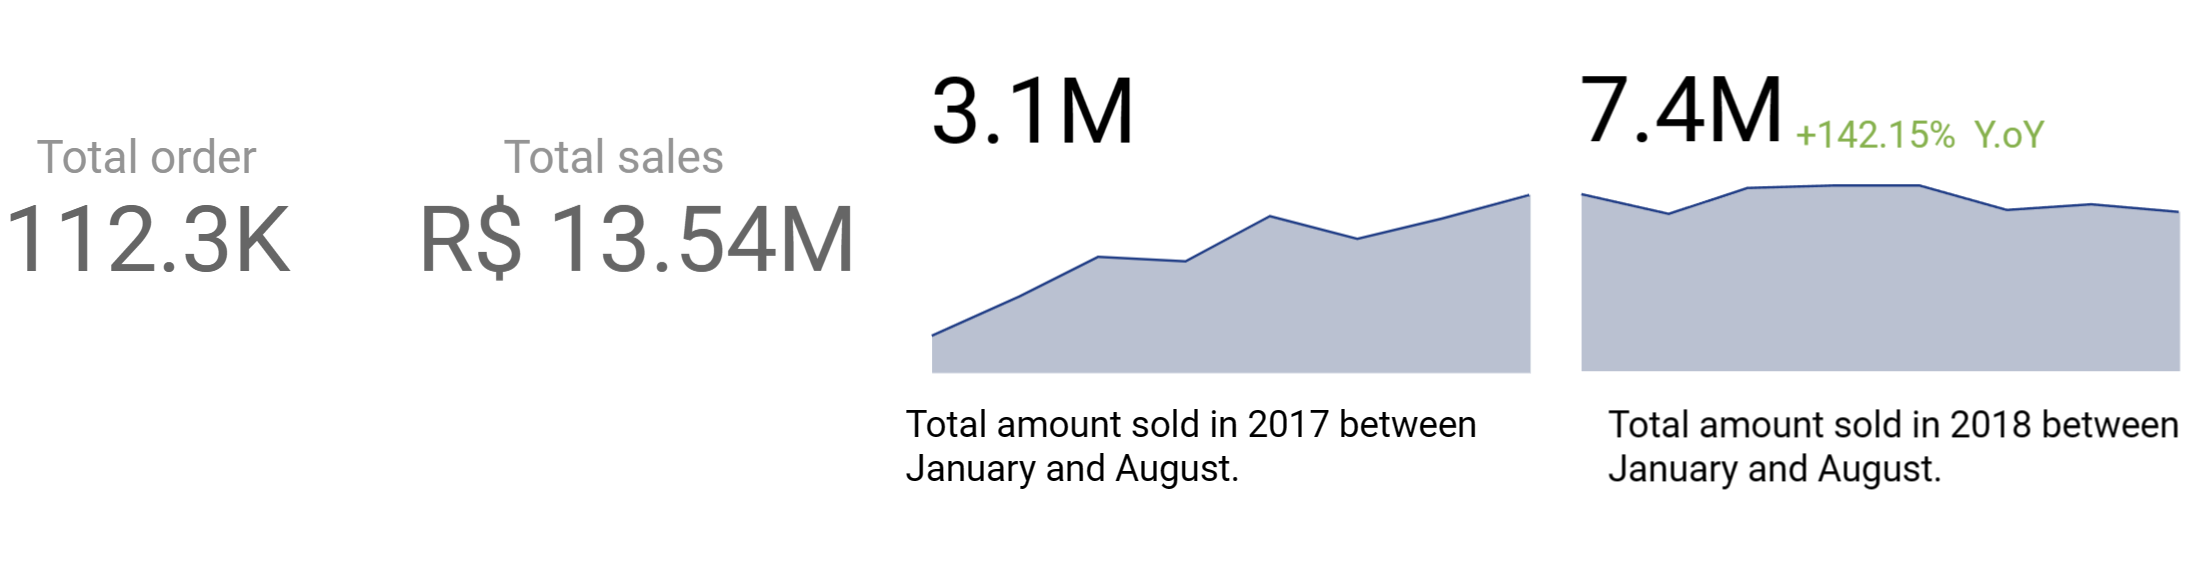 Total order
112.3K
Total sales
R$ 13.54M
3.1M
Total amount sold in 2017 between
January and August.
7.4M +142.15% Y.oY
Total amount sold in 2018 between
January and August.